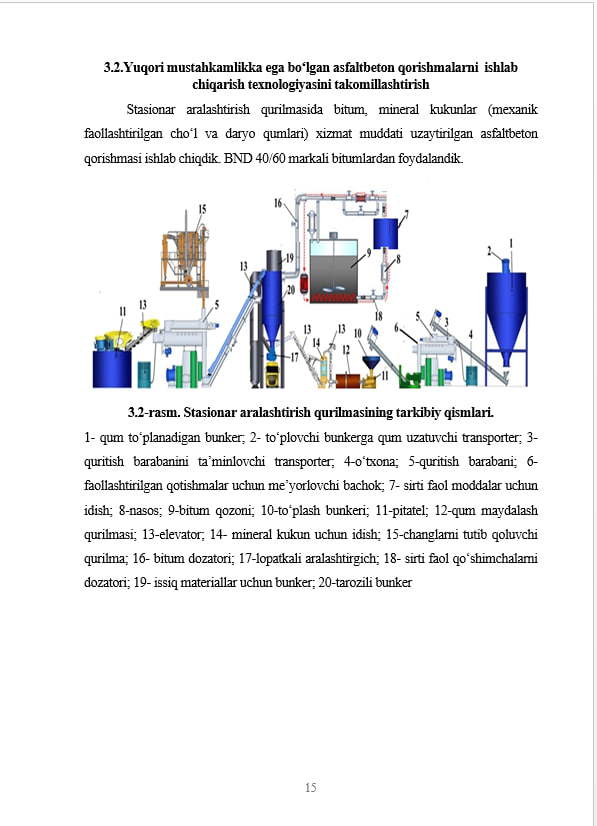 3.2.Yuqori mustahkamlikka ega bo‘lgan asfaltbeton qorishmalarni ishlab
chiqarish texnologiyasini takomillashtirish
Stasionar aralashtirish qurilmasida bitum, mineral kukunlar (mexanik
faollashtirilgan cho‘l va daryo qumlari) xizmat muddati uzaytirilgan asfaltbeton
qorishmasi ishlab chiqdik. BND 40/60 markali bitumlardan foydalandik.
15
16
7
13
19
9
8
2
1
20
11
13
5
18
13
13
10
5
3
14
12
6
4
17
11
3.2-rasm. Stasionar aralashtirish qurilmasining tarkibiy qismlari.
1- qum to‘planadigan bunker; 2- to‘plovchi bunkerga qum uzatuvchi transporter; 3-
quritish barabanini ta’minlovchi transporter; 4-o‘txona; 5-quritish barabani; 6-
faollashtirilgan qotishmalar uchun me’yorlovchi bachok; 7- sirti faol moddalar uchun
idish; 8-nasos; 9-bitum qozoni; 10-to‘plash bunkeri; 11-pitatel; 12-qum maydalash
qurilmasi; 13-elevator; 14- mineral kukun uchun idish; 15-changlarni tutib qoluvchi
qurilma; 16- bitum dozatori; 17-lopatkali aralashtirgich; 18- sirti faol qo‘shimchalarni
dozatori; 19- issiq materiallar uchun bunker; 20-tarozili bunker
15